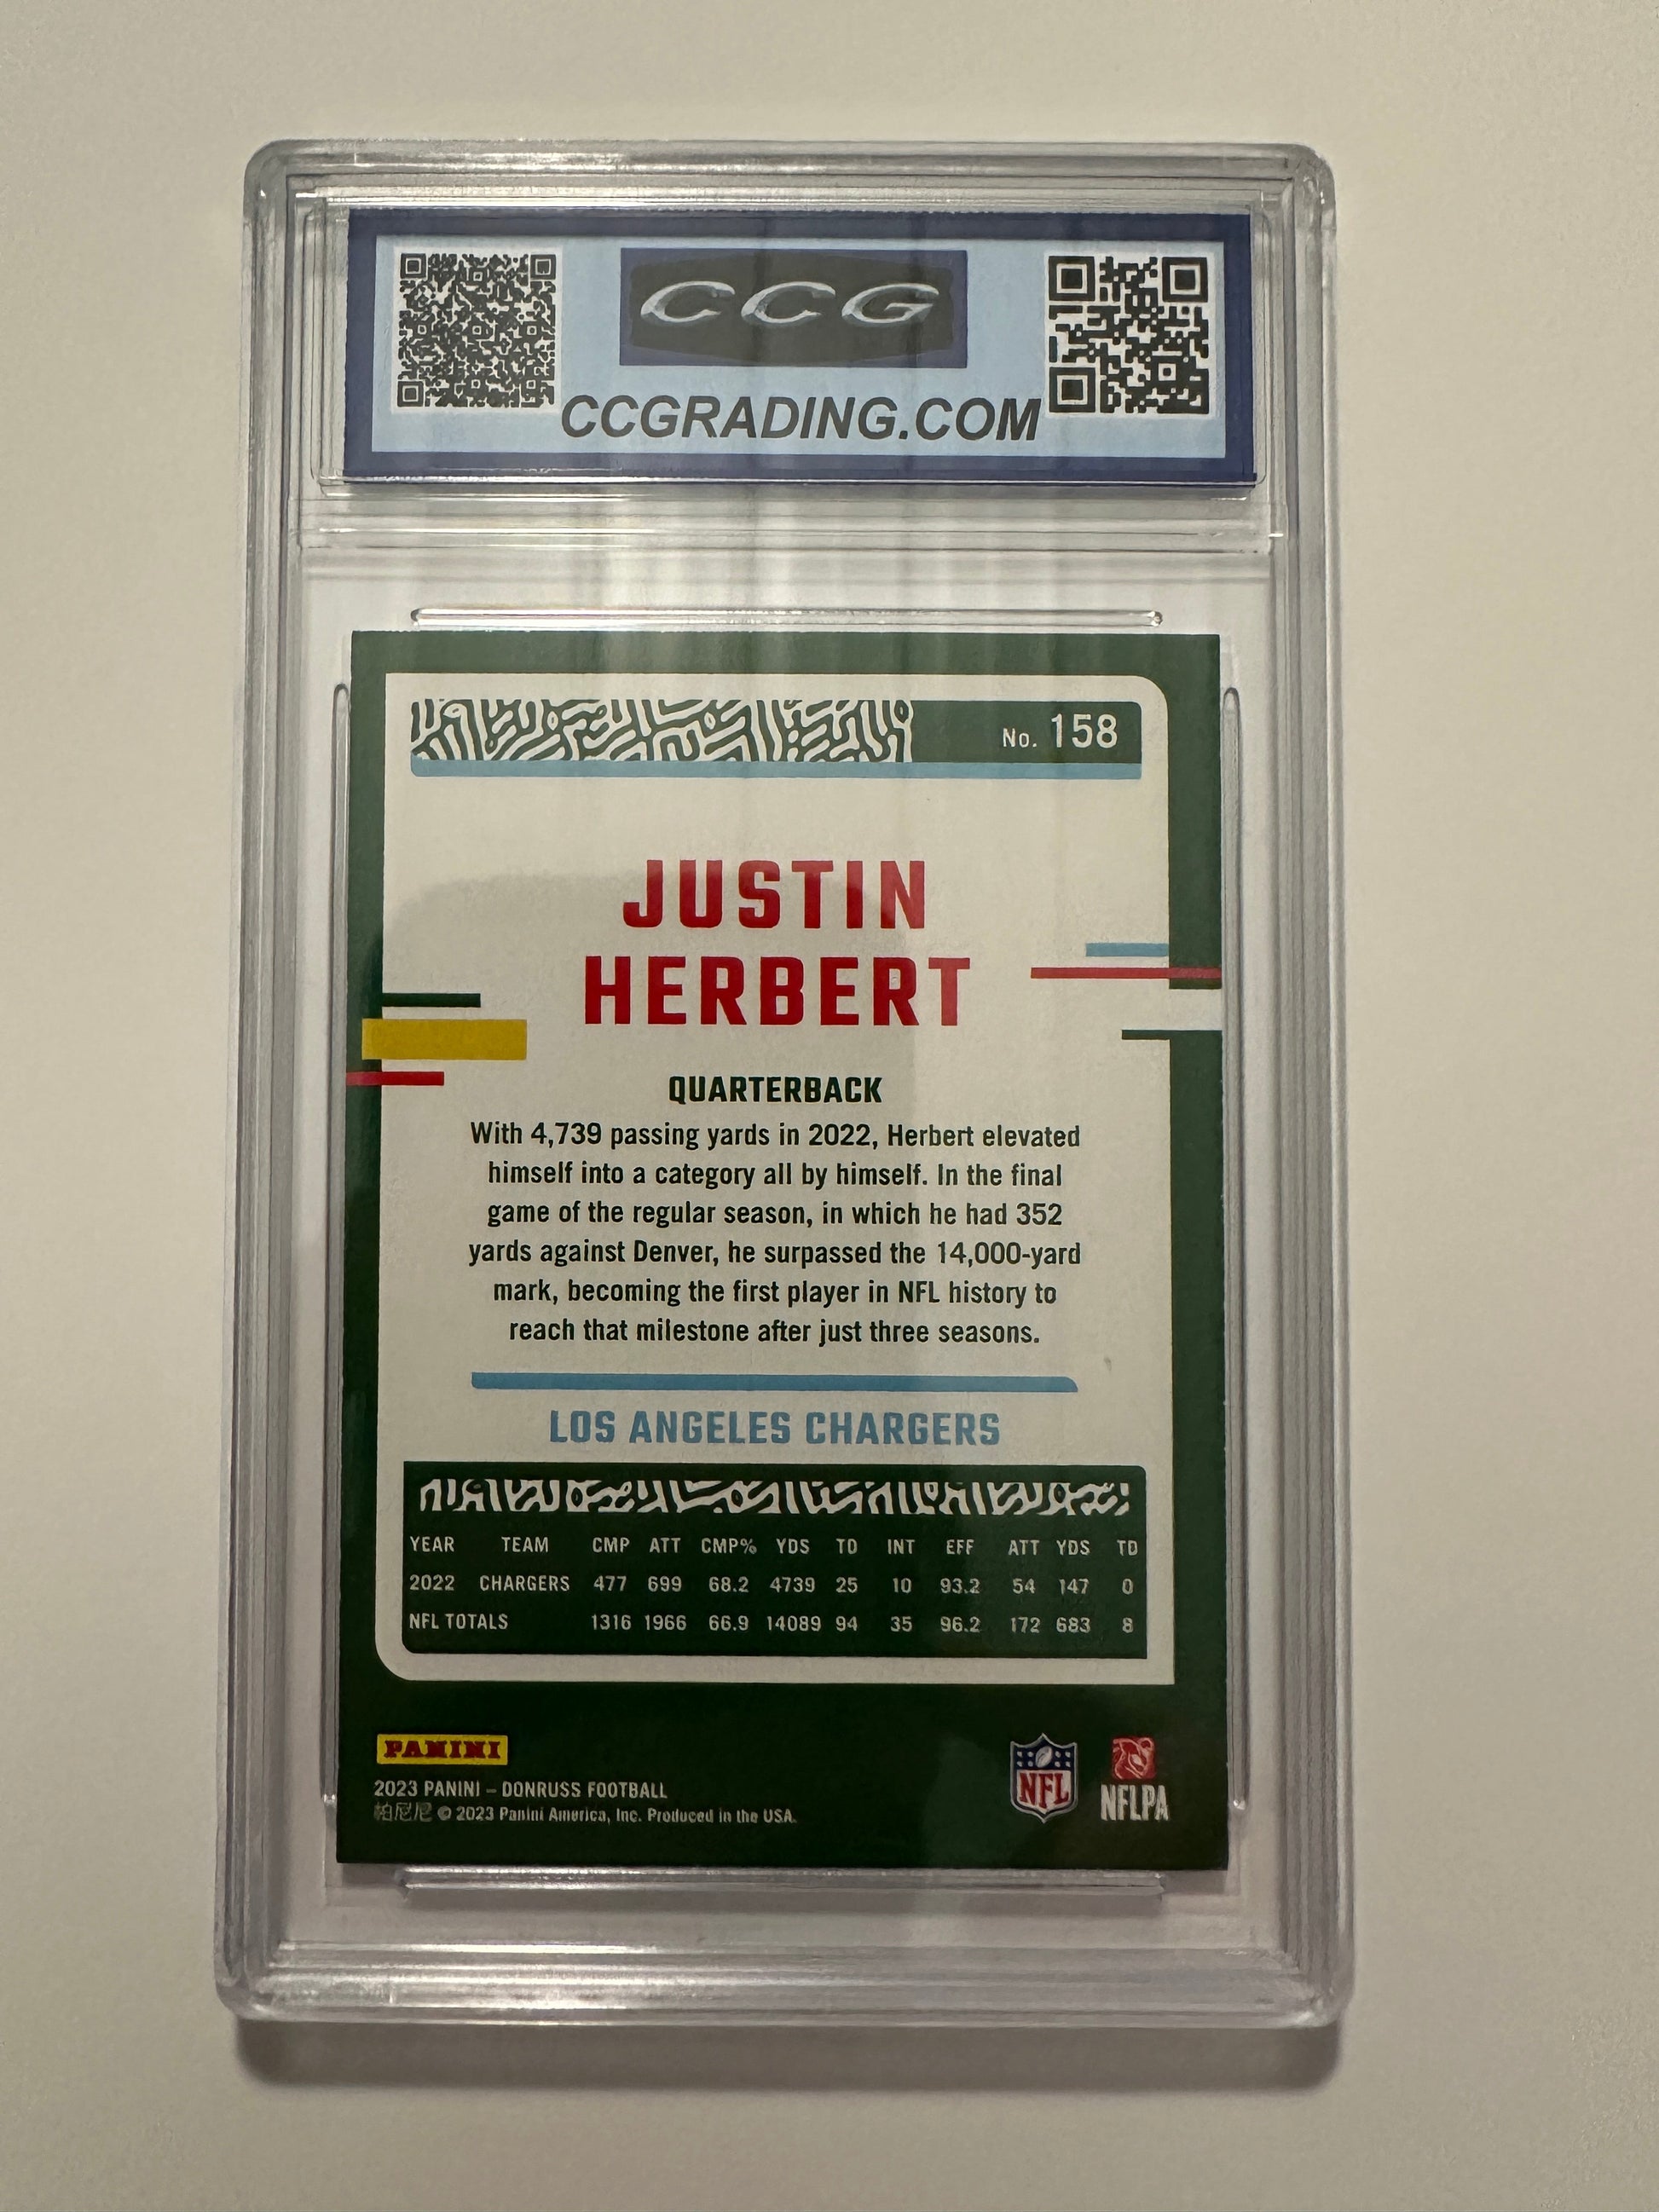 CCG
CCGRADING.COM
No. 158
JUSTIN
HERBERT
QUARTERBACK
With 4,739 passing yards in 2022, Herbert elevated
himself into a category all by himself. In the final
game of the regular season, in which he had 352
yards against Denver, he surpassed the 14,000-yard
mark, becoming the first player in NFL history to
reach that milestone after just three seasons.
LOS ANGELES CHARGERS
YEAR TEAM CMP ATT CMP% YDS TD INT EFF ATT YDS TD
2022 CHARGERS 477 699 68.2 4739 25 10 93.2 54 147 0
NFL TOTALS 1316 1966 66.9 14089 94 35 96.2 172 683 8
PANINI
2023 PANINI – DONRUSS FOOTBALL
帕尼尼 © 2023 Panini America, Inc. Produced in the USA.
NFL
NFLPA